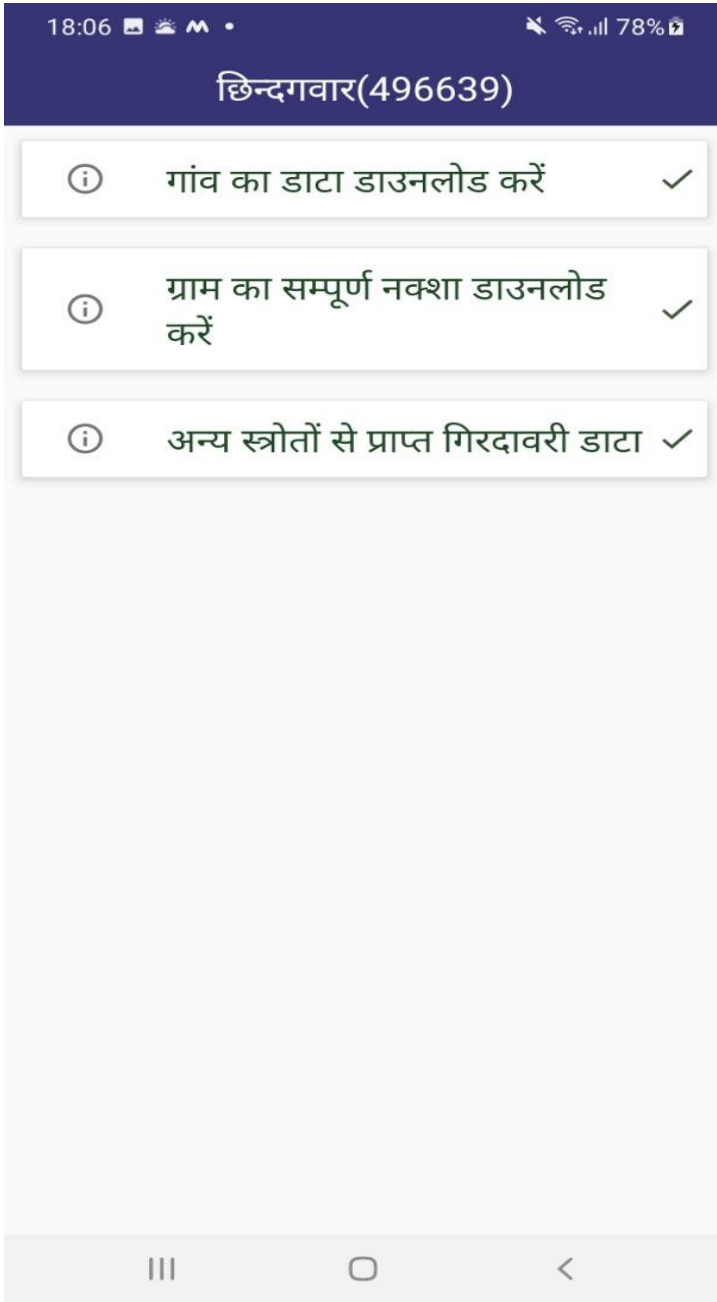 18:06 78%
छिन्दगवार(496639)
गांव का डाटा डाउनलोड करें
ग्राम का सम्पूर्ण नक्शा डाउनलोड
करें
अन्य स्त्रोतों से प्राप्त गिरदावरी डाटा